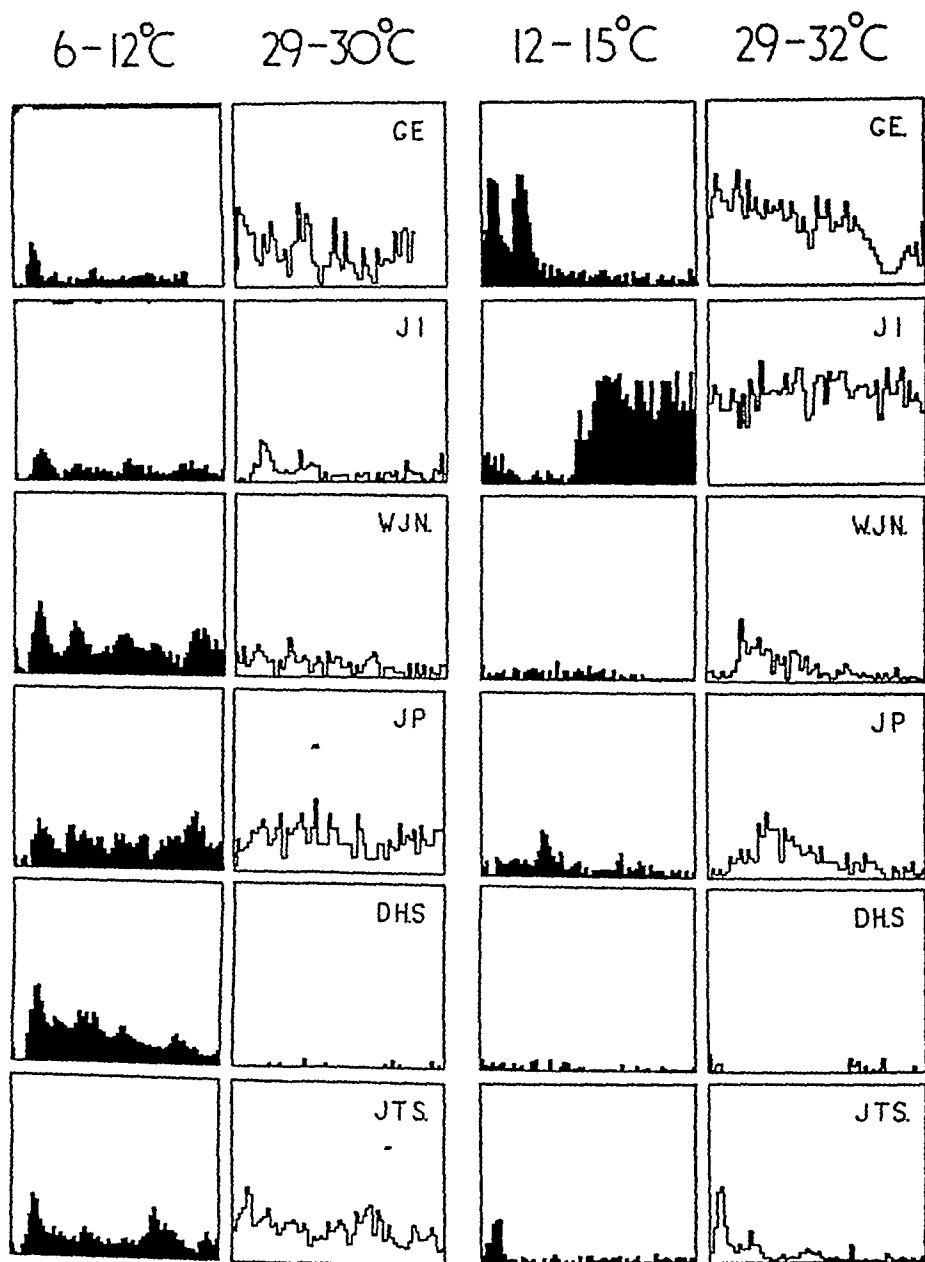 6-12°C 29-30°C 12-15°C 29-32°C
GE GE.
JI JI
WJN. WJN.
JP JP
DHS DHS
JTS. JTS.